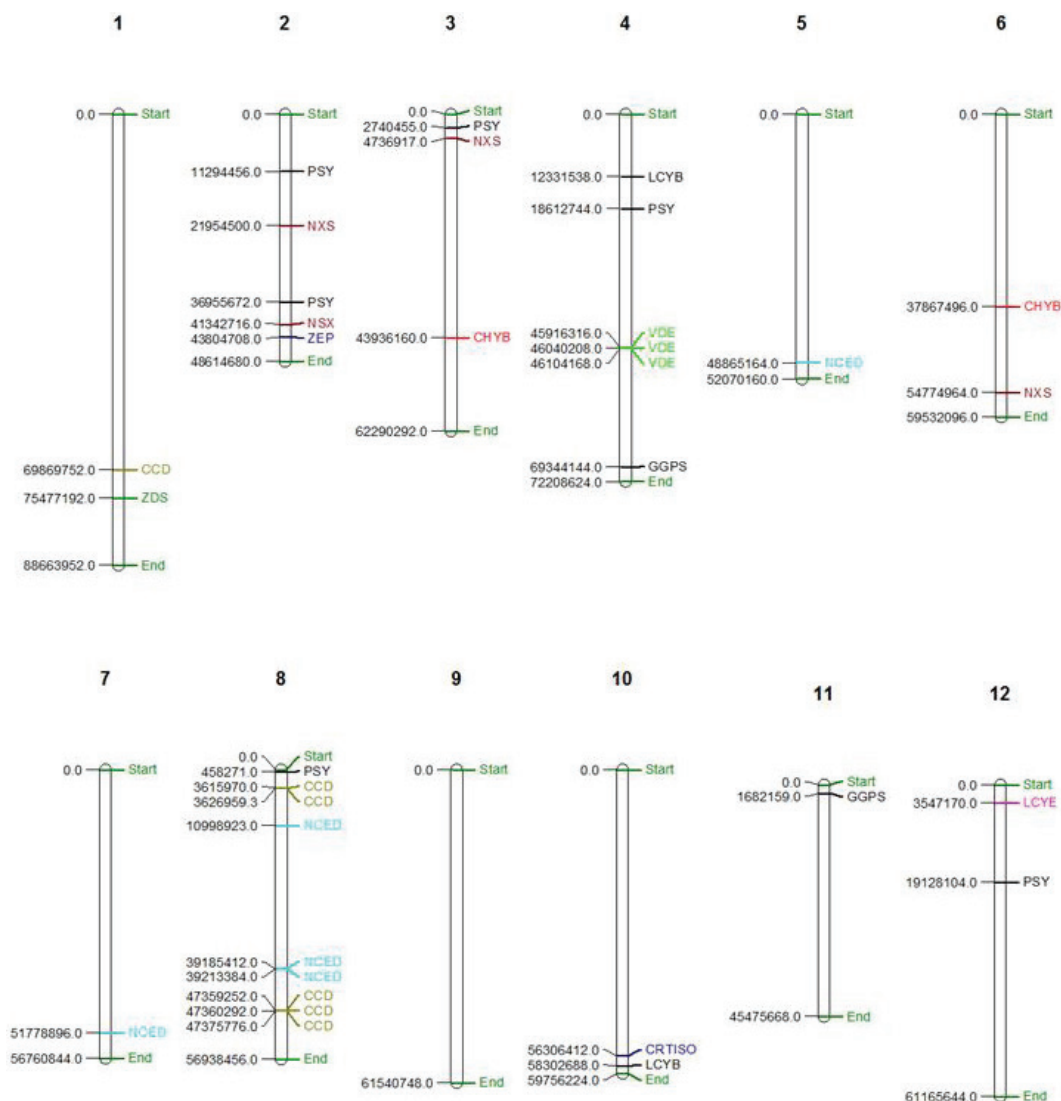 1
0.0 Start
69869752.0 CCD
75477192.0 ZDS
88663952.0 End
2
0.0 Start
11294456.0 PSY
21954500.0 NXS
36955672.0 PSY
41342716.0 NSX
43804708.0 ZEP
48614680.0 End
3
0.0 Start
2740455.0 PSY
4736917.0 NXS
43936160.0 CHYB
62290292.0 End
4
0.0 Start
12331538.0 LCYB
18612744.0 PSY
45916316.0 VDE
46040208.0 VDE
46104168.0 VDE
69344144.0 GGPS
72208624.0 End
5
0.0 Start
48865164.0 NCED
52070160.0 End
6
0.0 Start
37867496.0 CHYB
54774964.0 NXS
59532096.0 End
7
0.0 Start
51778896.0 NCED
56760844.0 End
8
0.0 Start
458271.0 PSY
3615970.0 CCD
3626959.3 CCD
10998923.0 NCED
39185412.0 NCED
39213384.0 NCED
47359252.0 CCD
47360292.0 CCD
47375776.0 CCD
56938456.0 End
9
0.0 Start
61540748.0 End
10
0.0 Start
56306412.0 CRTISO
58302688.0 LCYB
59756224.0 End
11
0.0 Start
1682159.0 GGPS
45475668.0 End
12
0.0 Start
3547170.0 LCYE
19128104.0 PSY
61165644.0 End